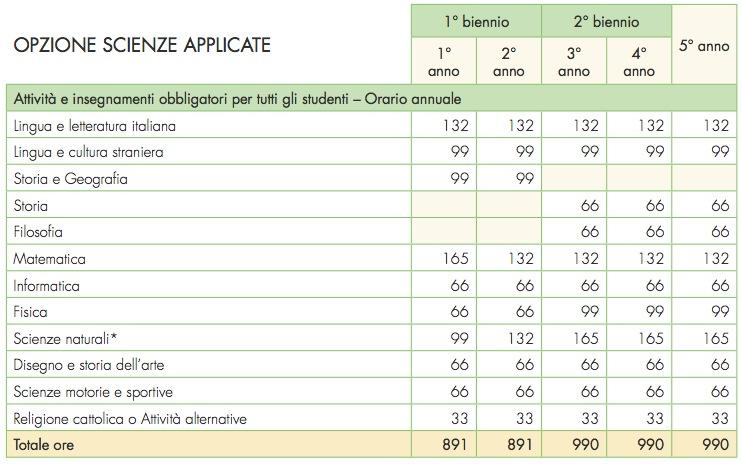 OPZIONE SCIENZE APPLICATE
1° biennio 2° biennio 5° anno
1° anno 2° anno 3° anno 4° anno
Attività e insegnamenti obbligatori per tutti gli studenti – Orario annuale
Lingua e letteratura italiana 132 132 132 132 132
Lingua e cultura straniera 99 99 99 99 99
Storia e Geografia 99 99
Storia 66 66 66
Filosofia 66 66 66
Matematica 165 132 132 132 132
Informatica 66 66 66 66 66
Fisica 66 66 99 99 99
Scienze naturali* 99 132 165 165 165
Disegno e storia dell'arte 66 66 66 66 66
Scienze motorie e sportive 66 66 66 66 66
Religione cattolica o Attività alternative 33 33 33 33 33
Totale ore 891 891 990 990 990